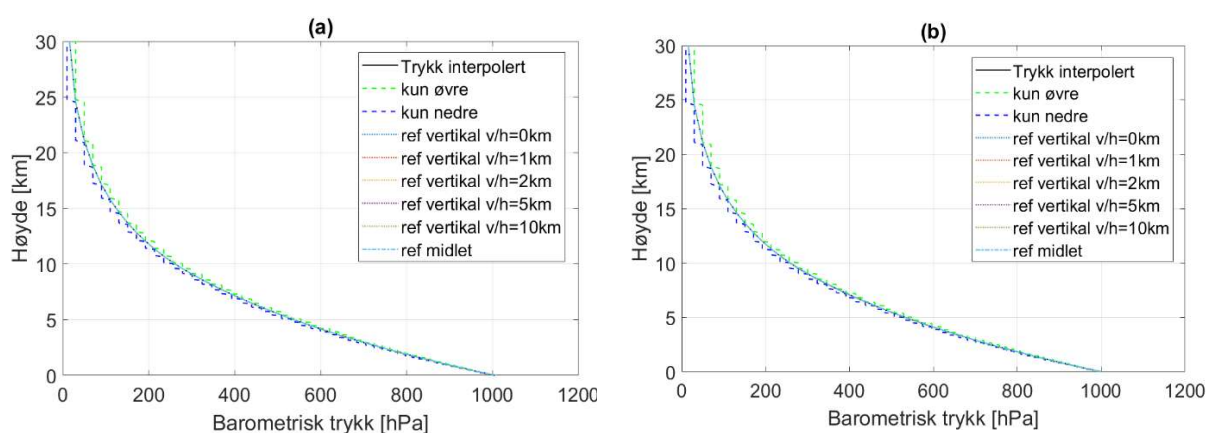 (a)
30
25
20
15
10
5
0
Høyde [km]
Trykk interpolert
kun øvre
kun nedre
ref vertikal v/h=0km
ref vertikal v/h=1km
ref vertikal v/h=2km
ref vertikal v/h=5km
ref vertikal v/h=10km
ref midlet
0 200 400 600 800 1000 1200
Barometrisk trykk [hPa]
(b)
30
25
20
15
10
5
0
Høyde [km]
Trykk interpolert
kun øvre
kun nedre
ref vertikal v/h=0km
ref vertikal v/h=1km
ref vertikal v/h=2km
ref vertikal v/h=5km
ref vertikal v/h=10km
ref midlet
0 200 400 600 800 1000 1200
Barometrisk trykk [hPa]